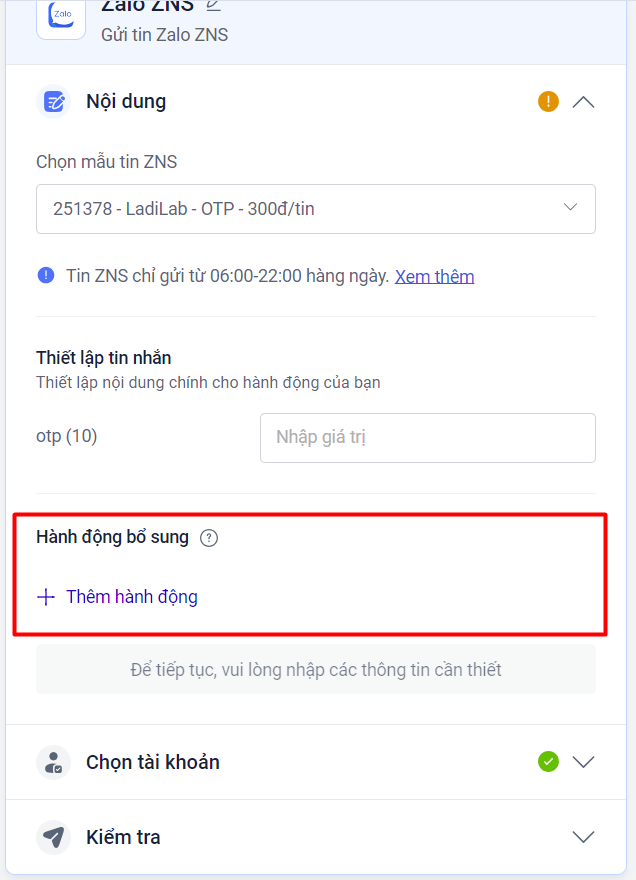 Zalo ZNS
Zalo
Gửi tin Zalo ZNS
Nội dung
Chọn mẫu tin ZNS
251378 - LadiLab - OTP - 300đ/tin
Tin ZNS chỉ gửi từ 06:00-22:00 hàng ngày. Xem thêm
Thiết lập tin nhắn
Thiết lập nội dung chính cho hành động của bạn
otp (10)
Nhập giá trị
Hành động bổ sung
Thêm hành động
Để tiếp tục, vui lòng nhập các thông tin cần thiết
Chọn tài khoản
Kiểm tra